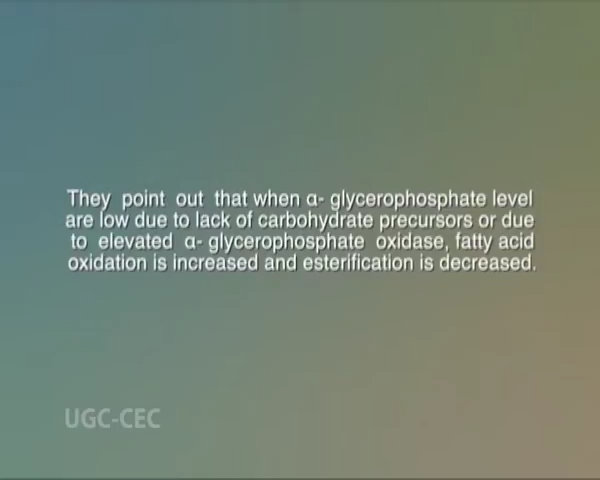 They point out that when α- glycerophosphate level
are low due to lack of carbohydrate precursors or due
to elevated α- glycerophosphate oxidase, fatty acid
oxidation is increased and esterification is decreased.
UGC-CEC